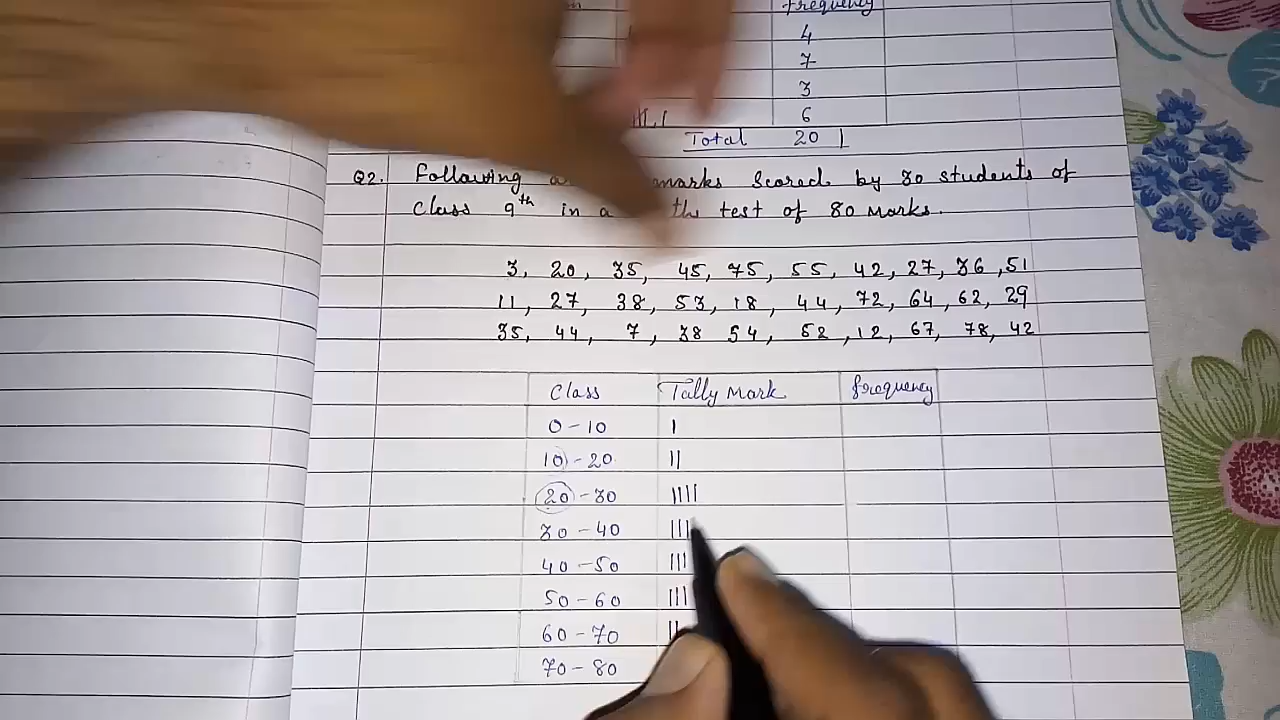 frequency
4
7
3
6
Total 20
Q2. Following marks Scored by 30 students of
Class 9th in a the test of 80 Marks.
3, 20, 35, 45, 75, 55, 42, 27, 36, 51
11, 27, 38, 53, 18, 44, 72, 64, 62, 29
35, 44, 7, 38 54, 52, 12, 67, 78, 42
Class Tally Mark frequency
0-10 |
10-20 ||
20-30 ||||
30-40 |||
40-50 |||
50-60 |||
60-70 ||
70-80